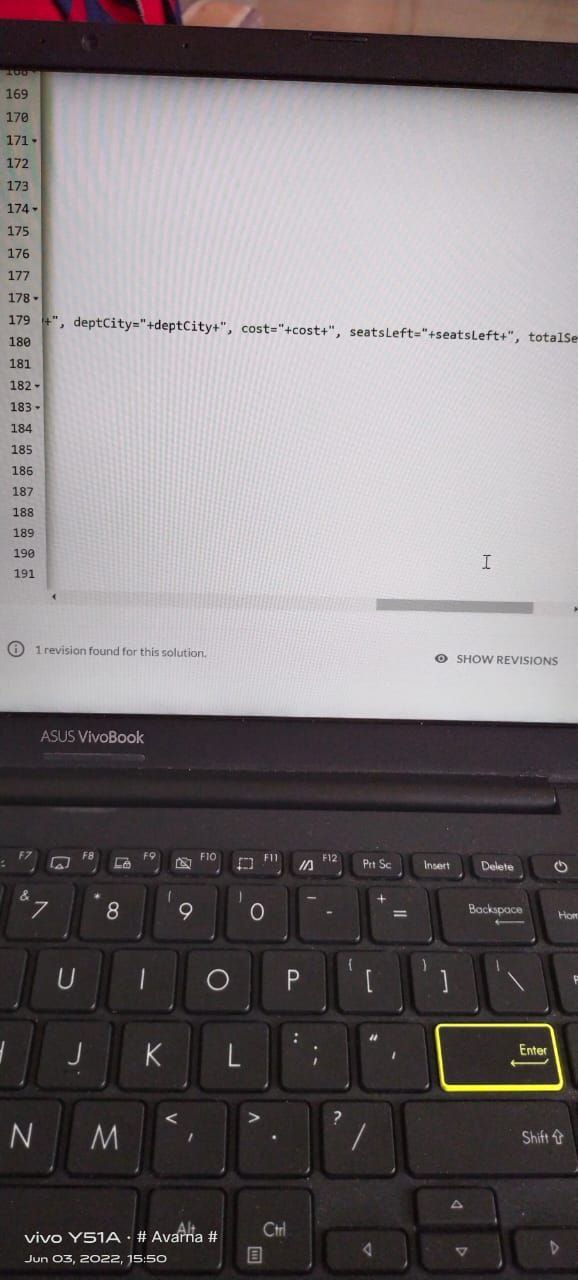 169
170
171
172
173
174
175
176
177
178
179 +", deptCity="+deptCity+", cost="+cost+", seatsLeft="+seatsLeft+", totalSe
180
181
182
183
184
185
186
187
188
189
190
191
1 revision found for this solution.
SHOW REVISIONS
ASUS VivoBook
F7 F8 F9 F10 F11 F12 Prt Sc Insert Delete
& 7 * 8 ( 9 ) 0 _ - + = Backspace Hom
U I O P { [ } ] | \
J K L : ; " ' Enter
N M < , > . ? / Shift
Alt Ctrl
vivo Y51A · # Avarna #
Jun 03, 2022, 15:50